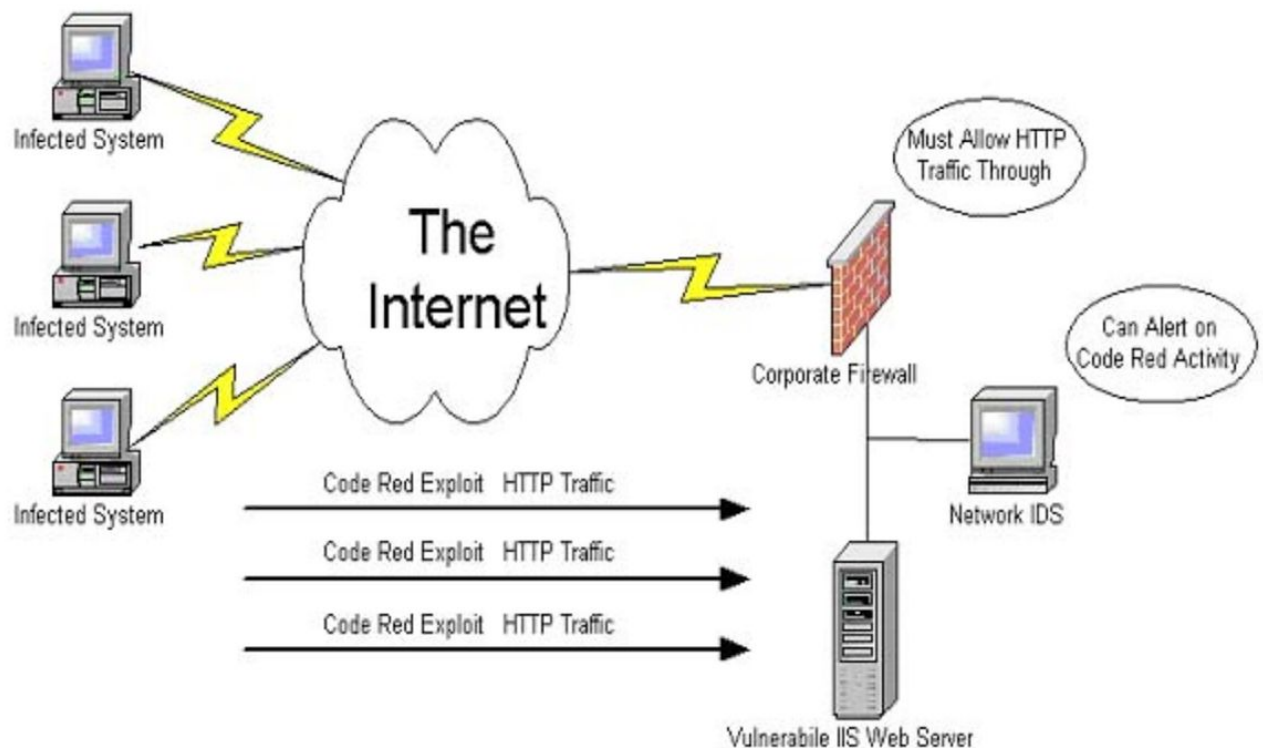 Infected System
Infected System
Infected System
The
Internet
Must Allow HTTP
Traffic Through
Corporate Firewall
Can Alert on
Code Red Activity
Network IDS
Code Red Exploit HTTP Traffic
Code Red Exploit HTTP Traffic
Code Red Exploit HTTP Traffic
Vulnerabile IIS Web Server